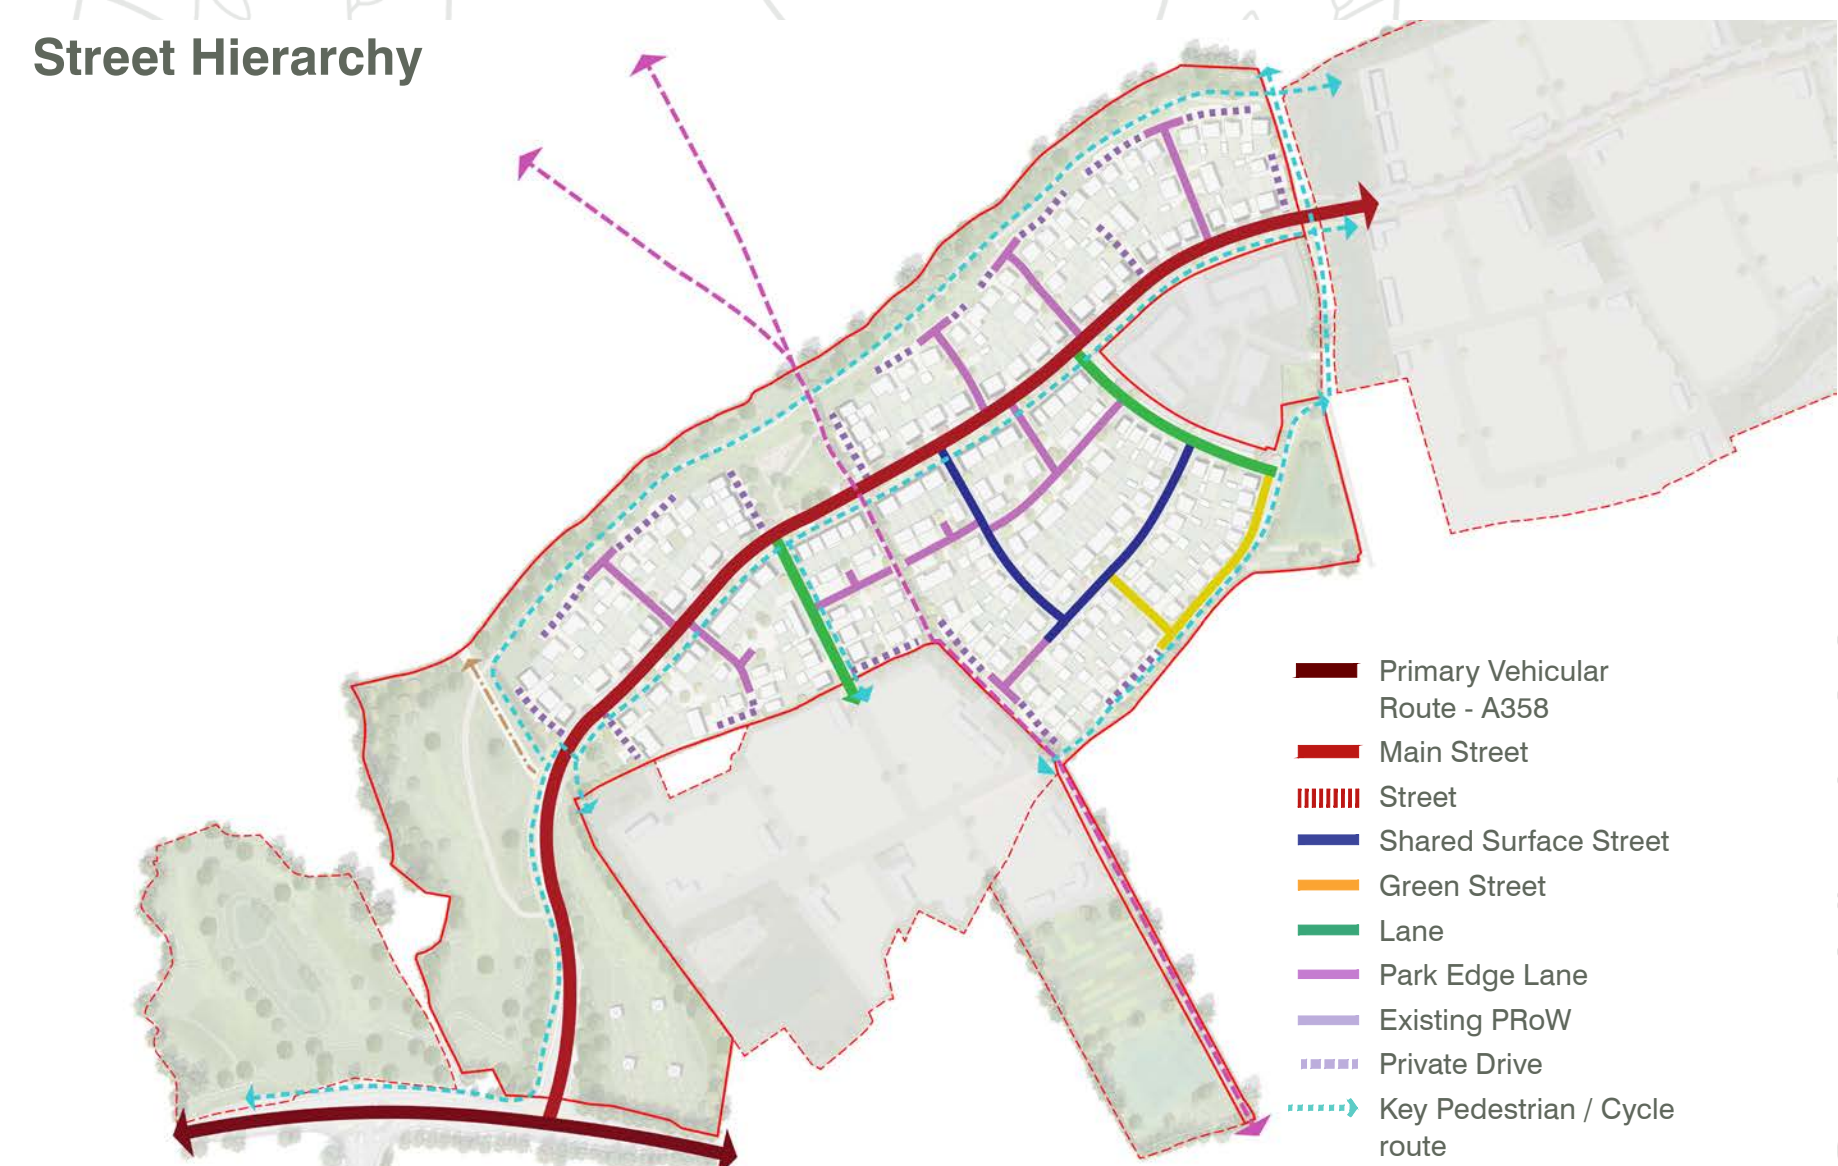 Street Hierarchy
Primary Vehicular
Route - A358
Main Street
Street
Shared Surface Street
Green Street
Lane
Park Edge Lane
Existing PRoW
Private Drive
Key Pedestrian / Cycle
route